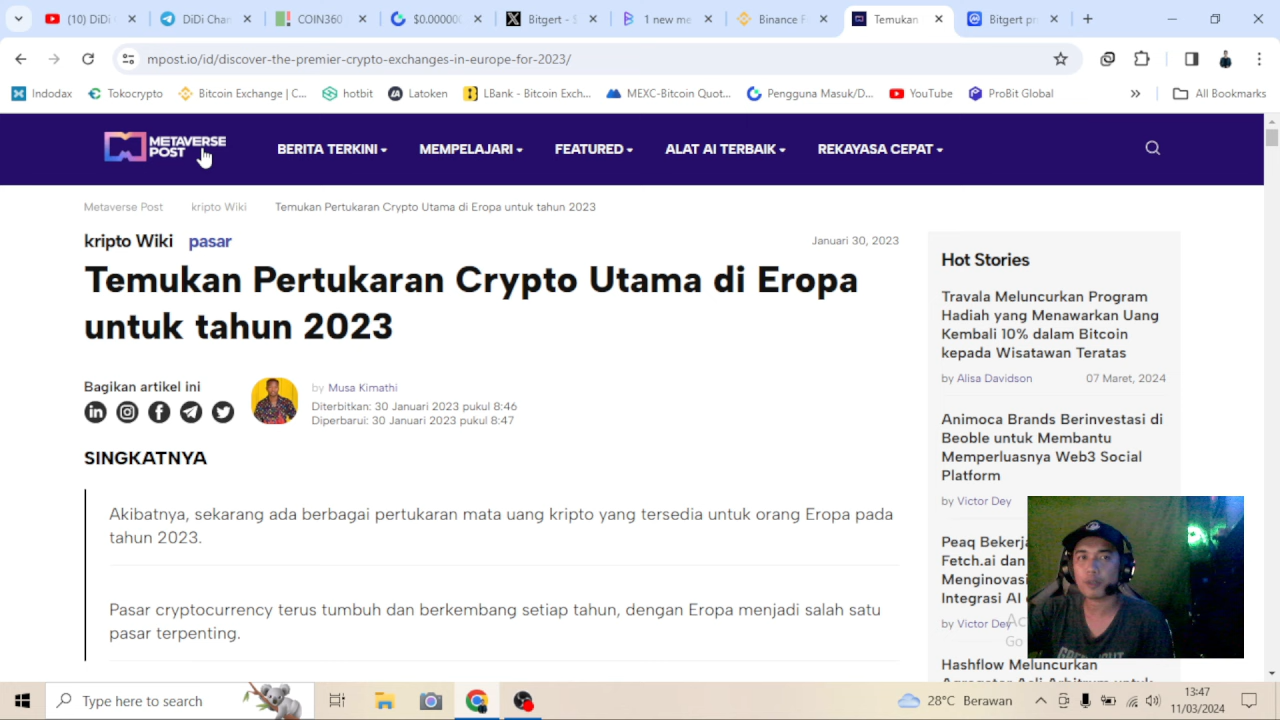 (1) DiDi
DiDi Chan
COIN360
$0.00000
Bitgert - $
1 new me
Binance F
Temukan
Bitgert pr
mpost.io/id/discover-the-premier-crypto-exchanges-in-europe-for-2023/
Indodax
Tokocrypto
Bitcoin Exchange | C...
hotbit
Latoken
LBank - Bitcoin Exch...
MEXC-Bitcoin Quot...
Pengguna Masuk/D...
YouTube
ProBit Global
All Bookmarks
METAVERSE
POST
BERITA TERKINI
MEMPELAJARI
FEATURED
ALAT AI TERBAIK
REKAYASA CEPAT
Metaverse Post
kripto Wiki
Temukan Pertukaran Crypto Utama di Eropa untuk tahun 2023
kripto Wiki pasar
Januari 30, 2023
Temukan Pertukaran Crypto Utama di Eropa
untuk tahun 2023
Bagikan artikel ini
by Musa Kimathi
Diterbitkan: 30 Januari 2023 pukul 8:46
Diperbarui: 30 Januari 2023 pukul 8:47
SINGKATNYA
Akibatnya, sekarang ada berbagai pertukaran mata uang kripto yang tersedia untuk orang Eropa pada
tahun 2023.
Pasar cryptocurrency terus tumbuh dan berkembang setiap tahun, dengan Eropa menjadi salah satu
pasar terpenting.
Hot Stories
Travala Meluncurkan Program
Hadiah yang Menawarkan Uang
Kembali 10% dalam Bitcoin
kepada Wisatawan Teratas
by Alisa Davidson
07 Maret, 2024
Animoca Brands Berinvestasi di
Beoble untuk Membantu
Memperluasnya Web3 Social
Platform
by Victor Dey
Peaq Bekerja
Fetch.ai dan
Menginovasi
Integrasi AI
by Victor Dey
Hashflow Meluncurkan
Type here to search
28°C Berawan
13:47
11/03/2024